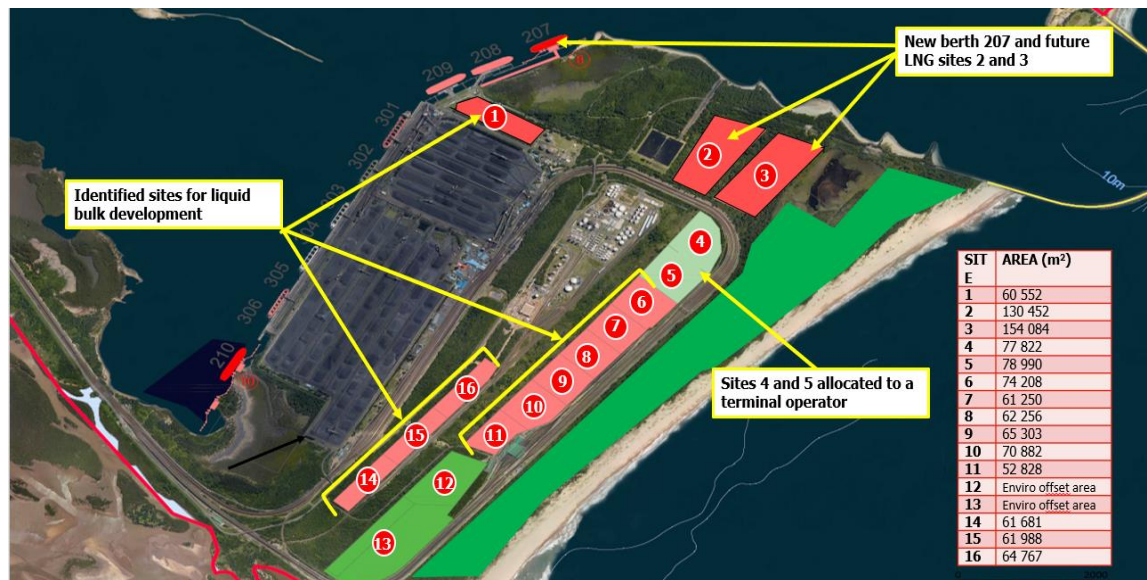 207
208
209
301
302
303
304
305
306
210
New berth 207 and future
LNG sites 2 and 3
Identified sites for liquid
bulk development
Sites 4 and 5 allocated to a
terminal operator
1
2
3
4
5
6
7
8
9
10
11
12
13
14
15
16
10m
SIT
E AREA (m²)
1 60 552
2 130 452
3 154 084
4 77 822
5 78 990
6 74 208
7 61 250
8 62 256
9 65 303
10 70 882
11 52 828
12 Enviro offset area
13 Enviro offset area
14 61 681
15 61 988
16 64 767
0 2000